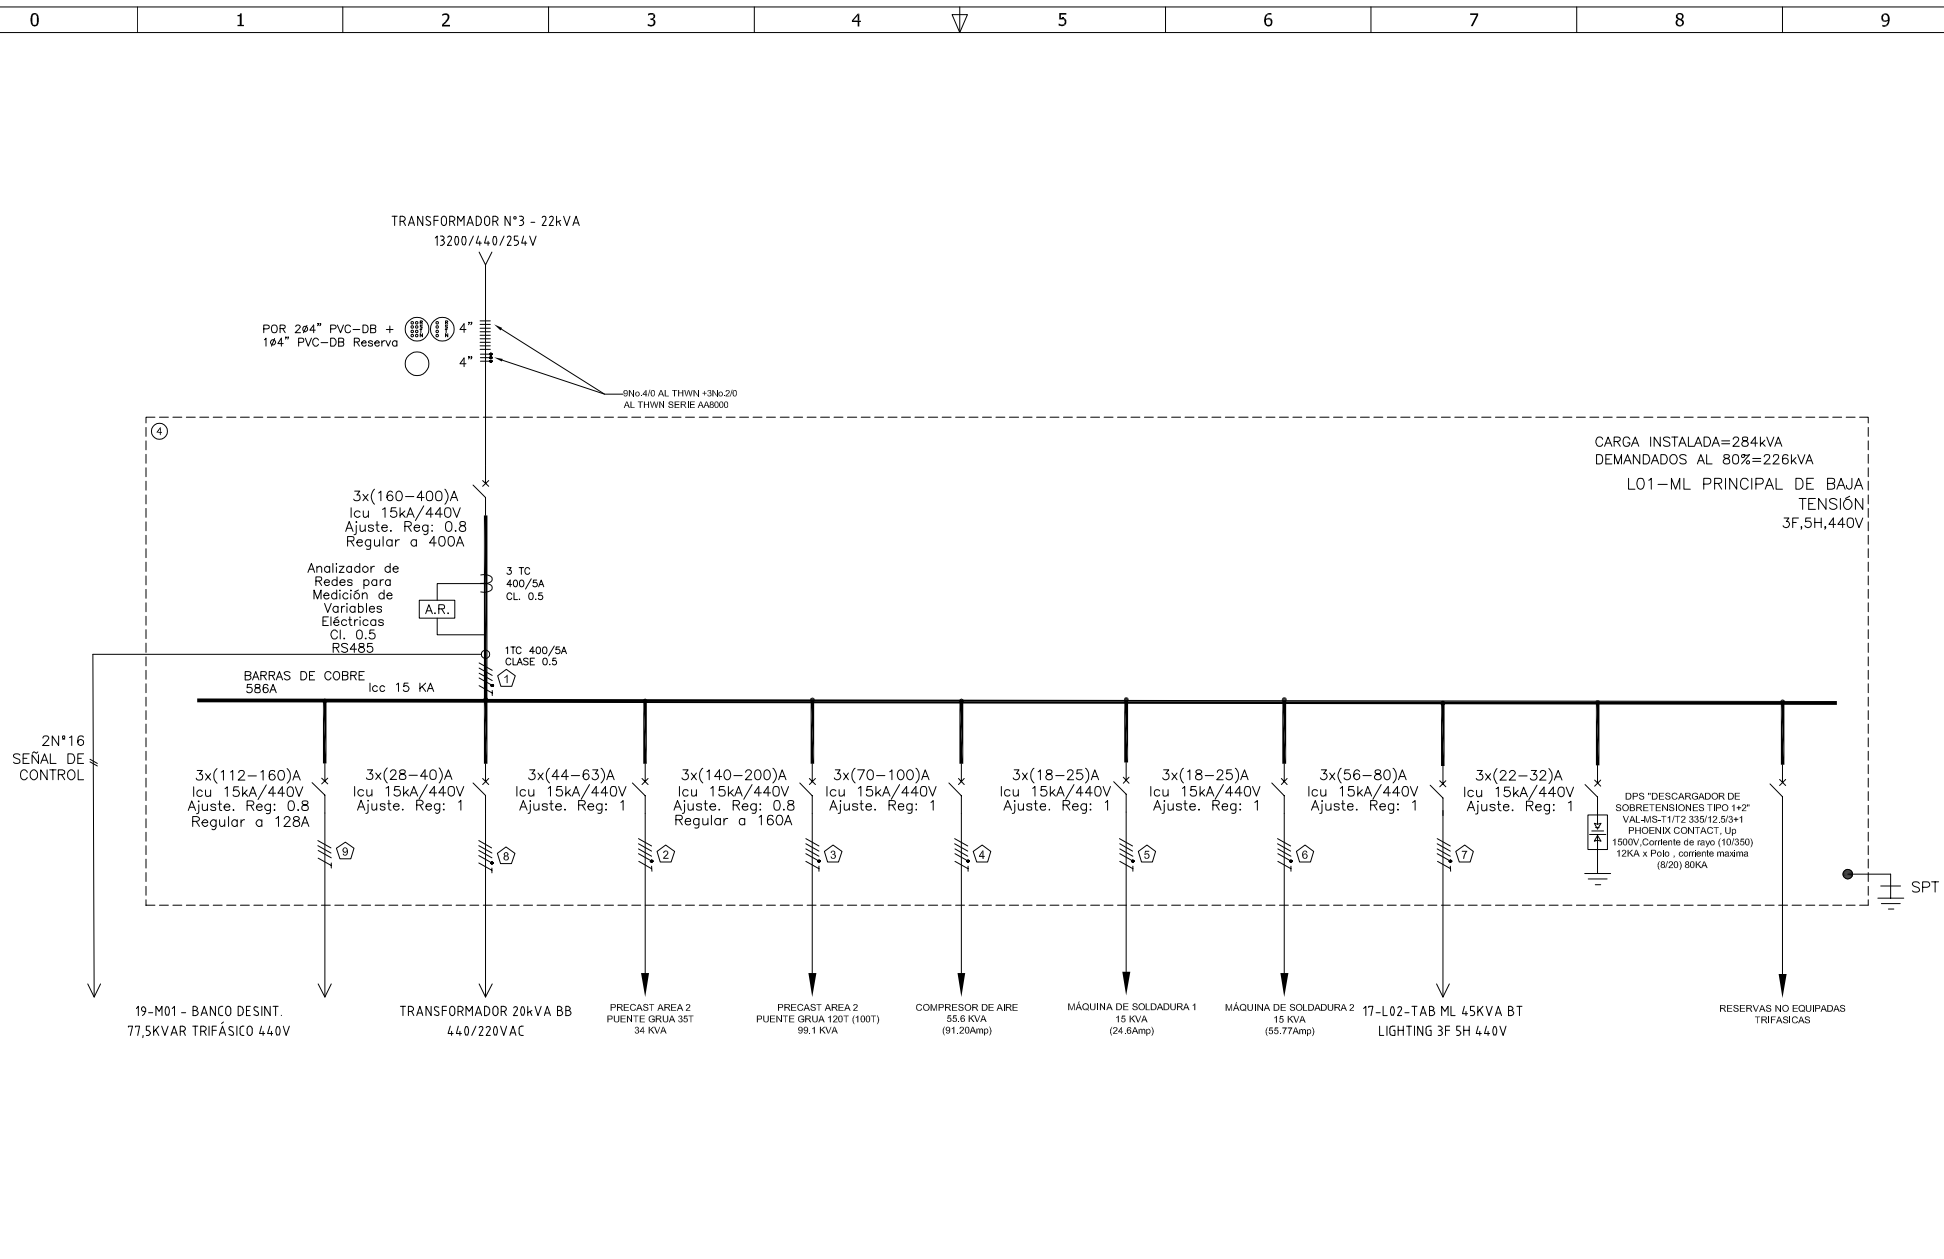 0 1 2 3 4 5 6 7 8 9
TRANSFORMADOR N°3 - 22kVA
13200/440/254V
POR 2ø4" PVC-DB +
1ø4" PVC-DB Reserva
4"
4"
9No.4/0 AL THWN +3No.2/0
AL THWN SERIE AA8000
4
CARGA INSTALADA=284kVA
DEMANDADOS AL 80%=226kVA
L01-ML PRINCIPAL DE BAJA
TENSIÓN
3F,5H,440V
3x(160-400)A
Icu 15kA/440V
Ajuste. Reg: 0.8
Regular a 400A
Analizador de
Redes para
Medición de
Variables
Eléctricas
Cl. 0.5
RS485
A.R.
3 TC
400/5A
CL. 0.5
1TC 400/5A
CLASE 0.5
1
BARRAS DE COBRE
586A
Icc 15 KA
2N°16
SEÑAL DE
CONTROL
3x(112-160)A
Icu 15kA/440V
Ajuste. Reg: 0.8
Regular a 128A
3x(28-40)A
Icu 15kA/440V
Ajuste. Reg: 1
3x(44-63)A
Icu 15kA/440V
Ajuste. Reg: 1
3x(140-200)A
Icu 15kA/440V
Ajuste. Reg: 0.8
Regular a 160A
3x(70-100)A
Icu 15kA/440V
Ajuste. Reg: 1
3x(18-25)A
Icu 15kA/440V
Ajuste. Reg: 1
3x(18-25)A
Icu 15kA/440V
Ajuste. Reg: 1
3x(56-80)A
Icu 15kA/440V
Ajuste. Reg: 1
3x(22-32)A
Icu 15kA/440V
Ajuste. Reg: 1
DPS "DESCARGADOR DE
SOBRETENSIONES TIPO 1+2"
VAL-MS-T1/T2 335/12.5/3+1
PHOENIX CONTACT, Up
1500V,Corriente de rayo (10/350)
12KA x Polo , corriente maxima
(8/20) 80KA
9
8
2
3
4
5
6
7
SPT
19-M01 - BANCO DESINT.
77,5KVAR TRIFÁSICO 440V
TRANSFORMADOR 20kVA BB
440/220VAC
PRECAST AREA 2
PUENTE GRUA 35T
34 KVA
PRECAST AREA 2
PUENTE GRUA 120T (100T)
99.1 KVA
COMPRESOR DE AIRE
55.6 KVA
(91.20Amp)
MÁQUINA DE SOLDADURA 1
15 KVA
(24.6Amp)
MÁQUINA DE SOLDADURA 2
15 KVA
(55.77Amp)
17-L02-TAB ML 45KVA BT
LIGHTING 3F 5H 440V
RESERVAS NO EQUIPADAS
TRIFASICAS